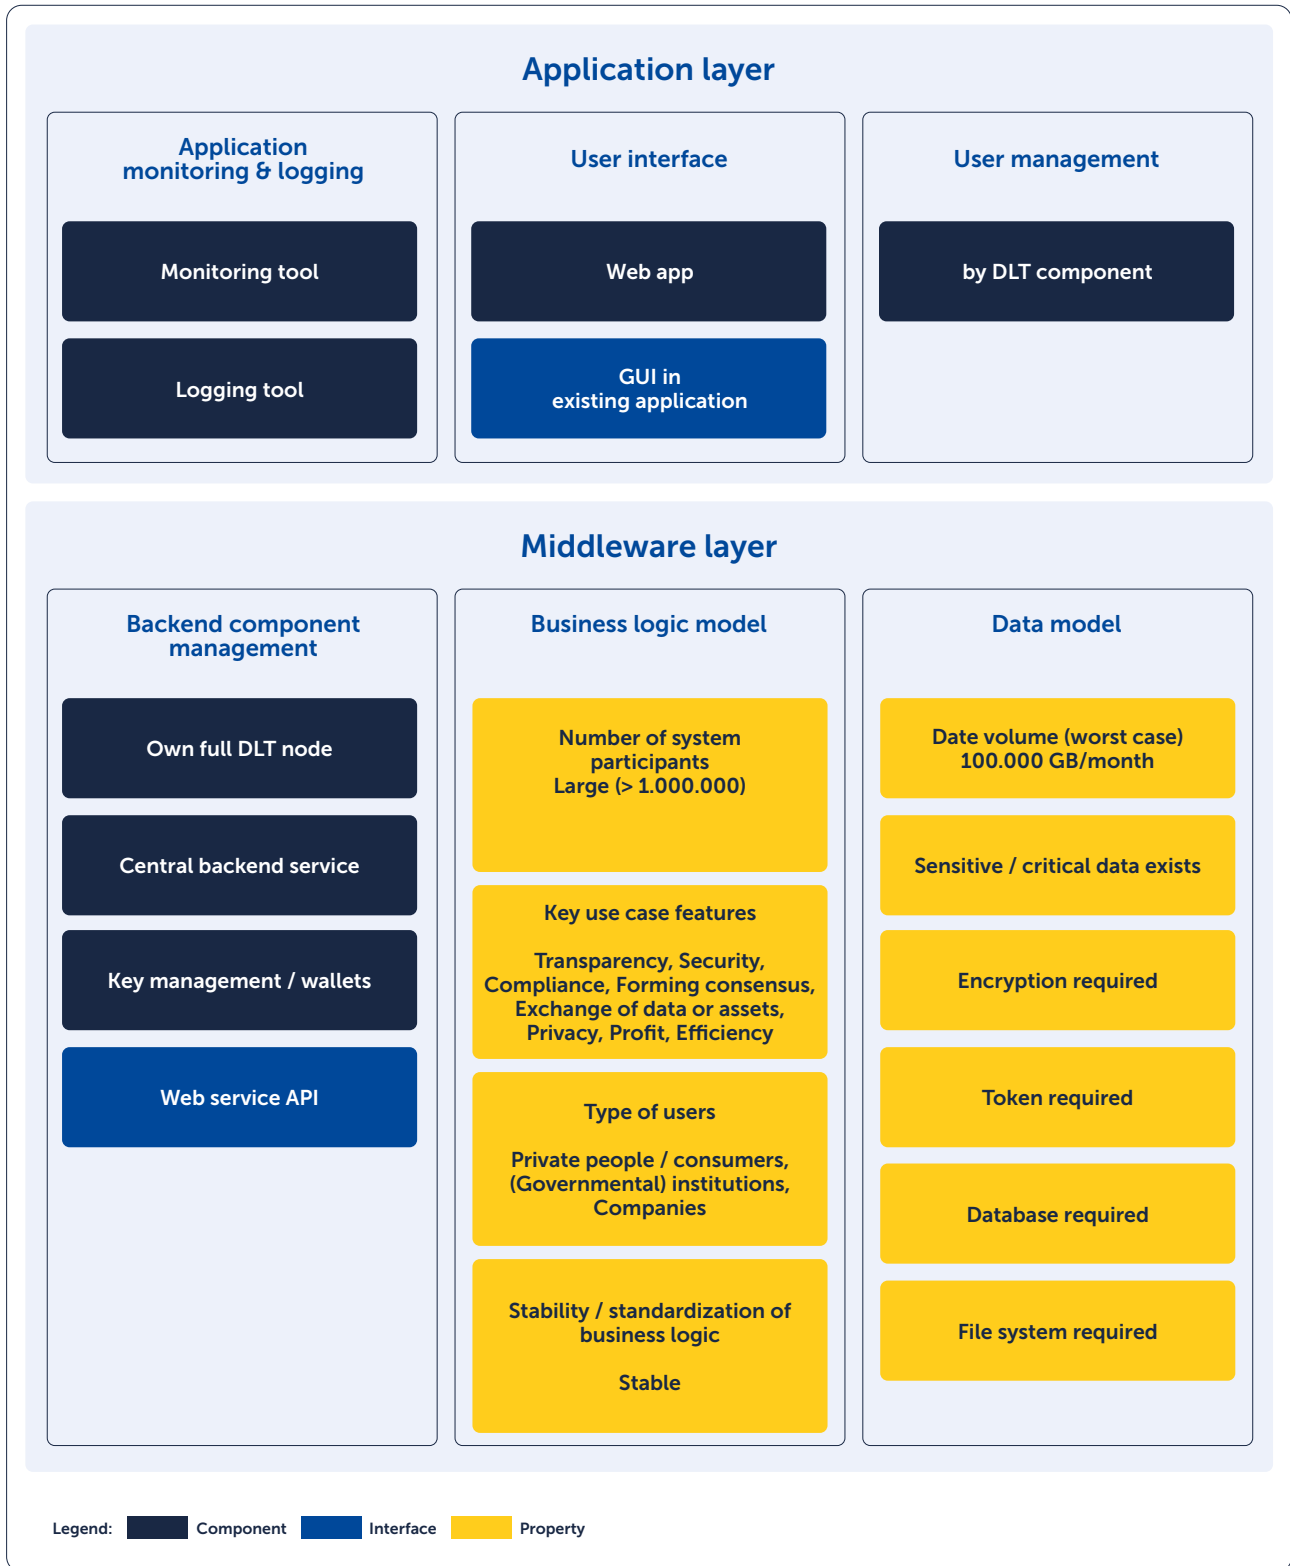 Application layer
Application
monitoring & logging
Monitoring tool
Logging tool
User interface
Web app
GUI in
existing application
User management
by DLT component
Middleware layer
Backend component
management
Own full DLT node
Central backend service
Key management / wallets
Web service API
Business logic model
Number of system
participants
Large (> 1.000.000)
Key use case features
Transparency, Security,
Compliance, Forming consensus,
Exchange of data or assets,
Privacy, Profit, Efficiency
Type of users
Private people / consumers,
(Governmental) institutions,
Companies
Stability / standardization of
business logic
Stable
Data model
Date volume (worst case)
100.000 GB/month
Sensitive / critical data exists
Encryption required
Token required
Database required
File system required
Legend: Component Interface Property